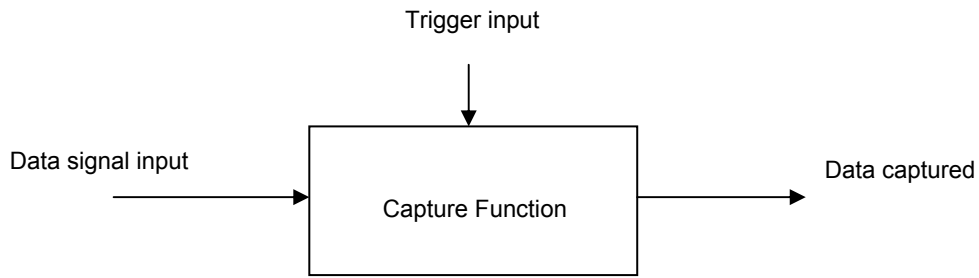 Trigger input
Data signal input
Data captured
Capture Function